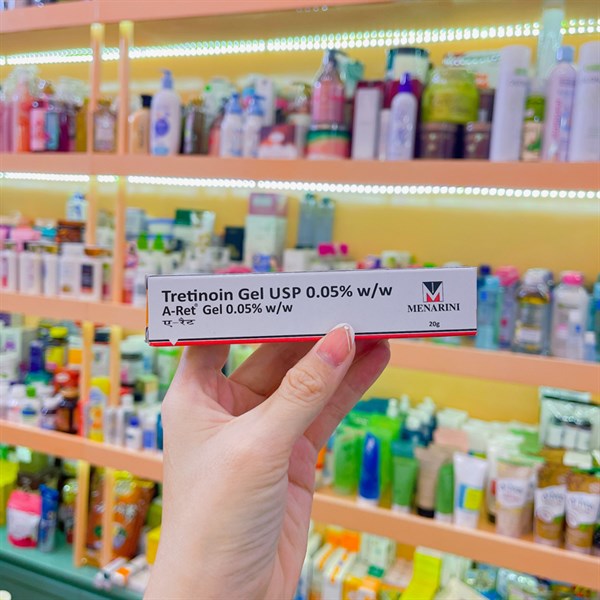 Tretinoin Gel USP 0.05% w/w
A-Ret® Gel 0.05% w/w
ए-रैट
MENARINI
20g